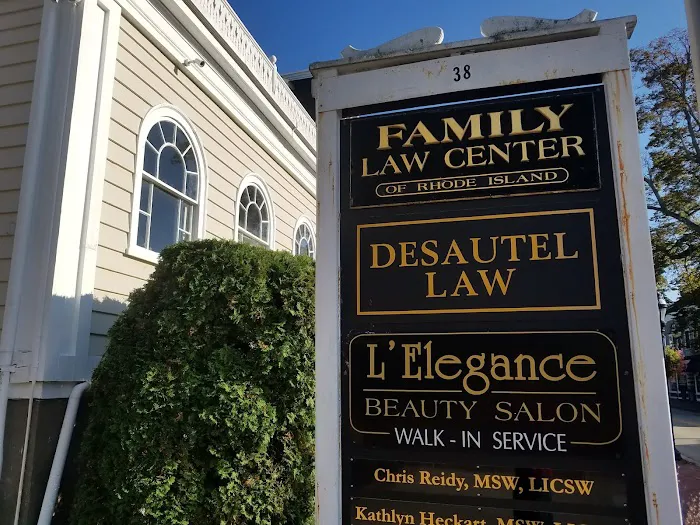 38
FAMILY
LAW CENTER
OF RHODE ISLAND
DESAUTEL
LAW
L'Elegance
BEAUTY SALON
WALK-IN SERVICE
Chris Reidy, MSW, LICSW
Kathlyn Heckart, MSW,